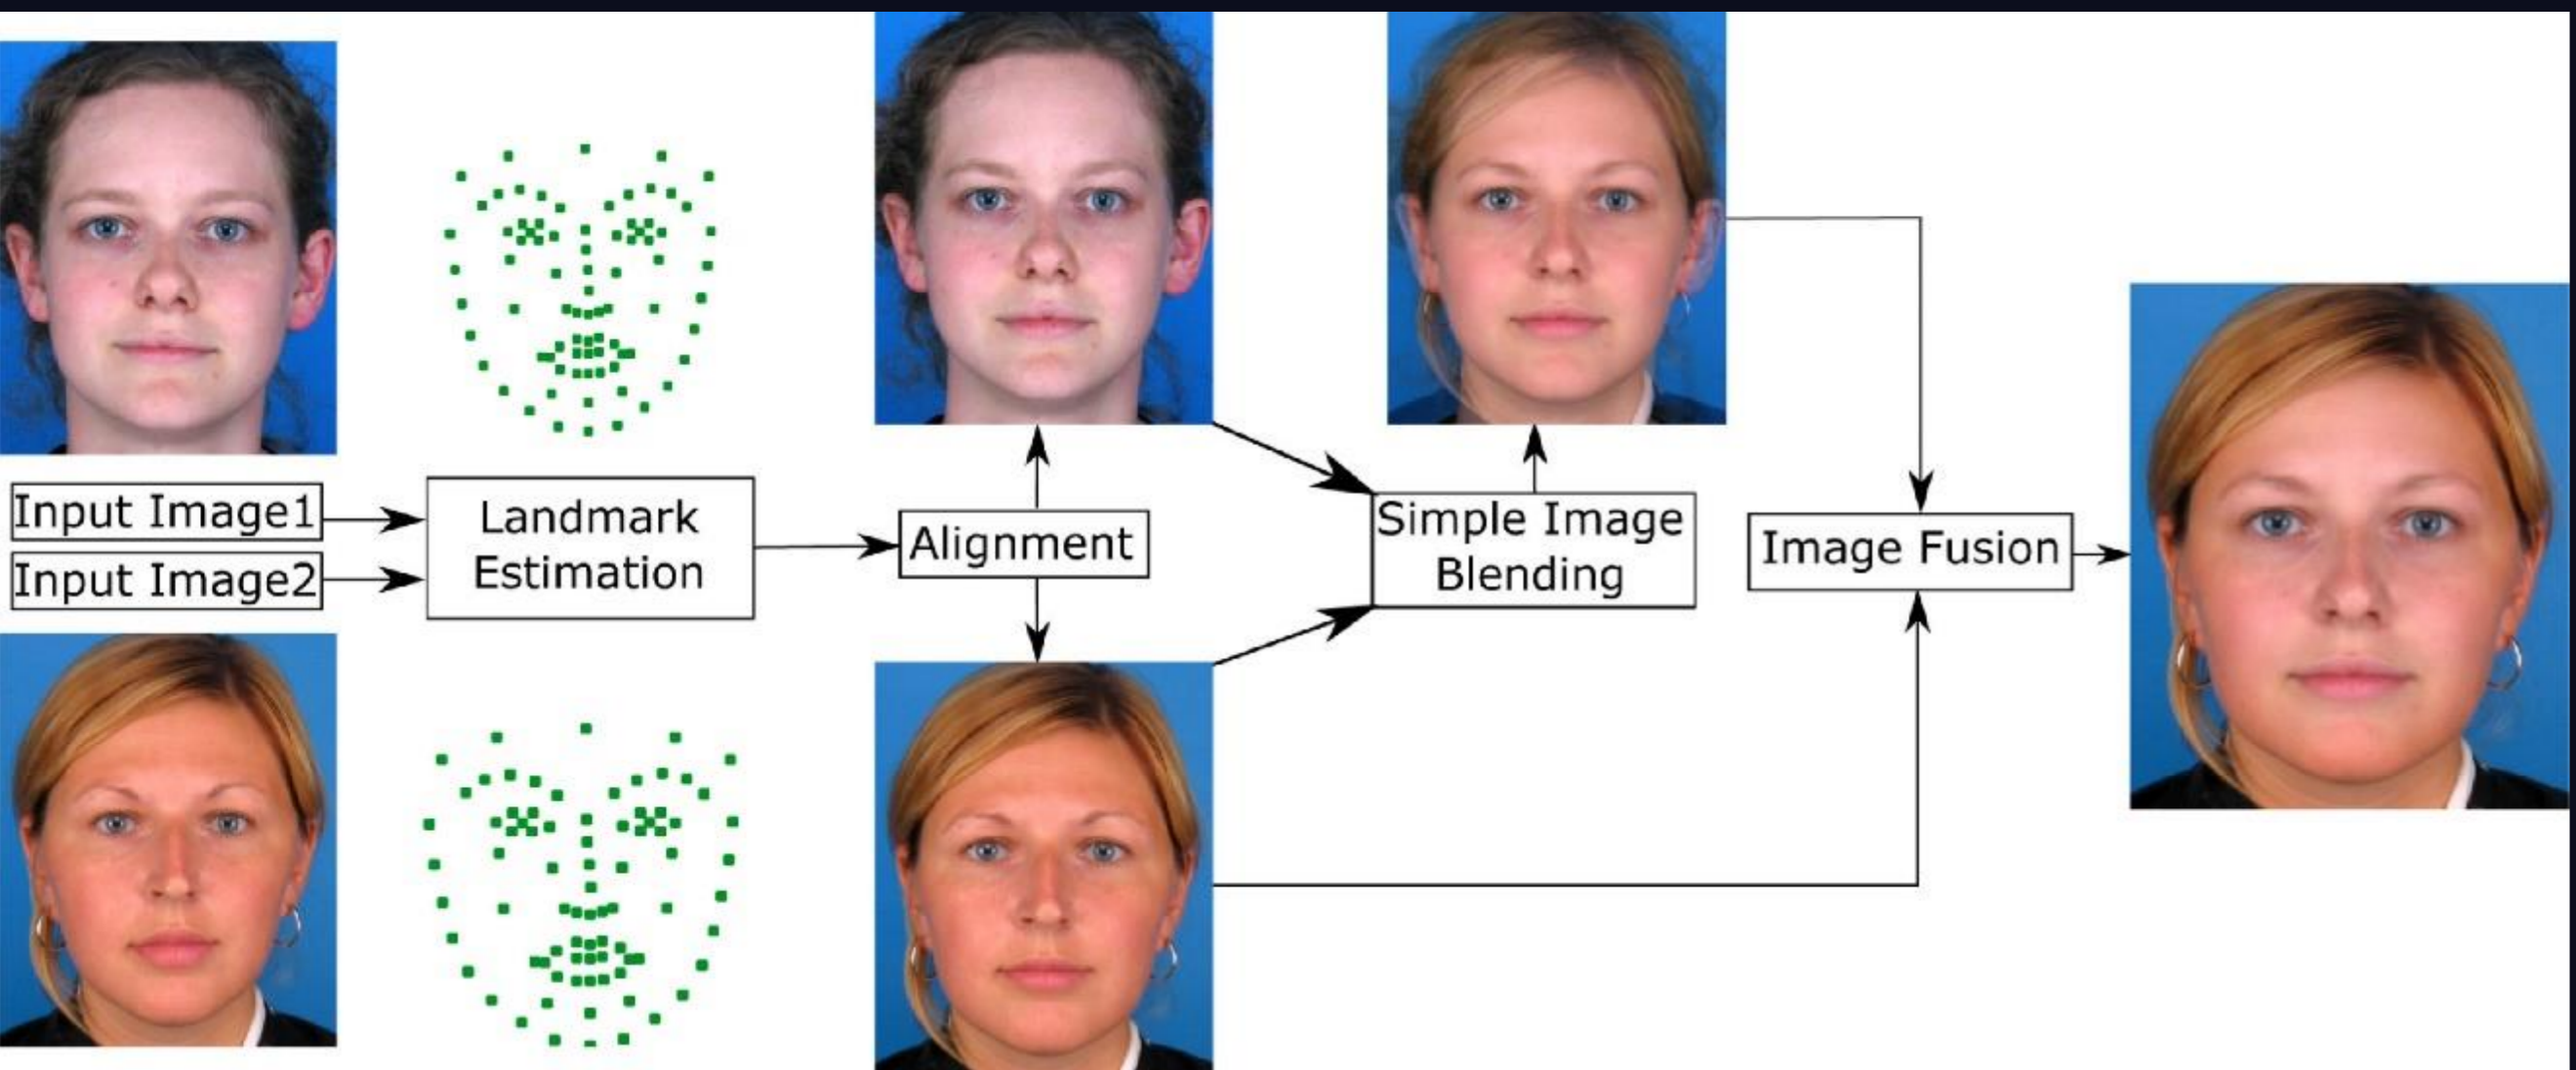 Input Image1
Input Image2
Landmark
Estimation
Alignment
Simple Image
Blending
Image Fusion